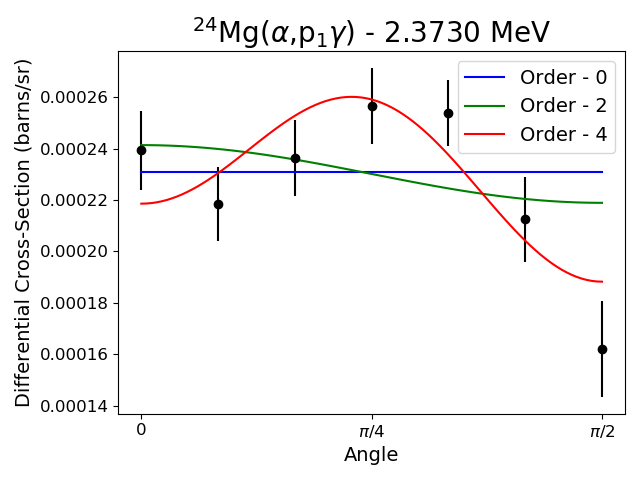 ²⁴Mg(α,p₁γ) - 2.3730 MeV
Differential Cross-Section (barns/sr)
0.00026
0.00024
0.00022
0.00020
0.00018
0.00016
0.00014
Order - 0
Order - 2
Order - 4
0
π/4
π/2
Angle